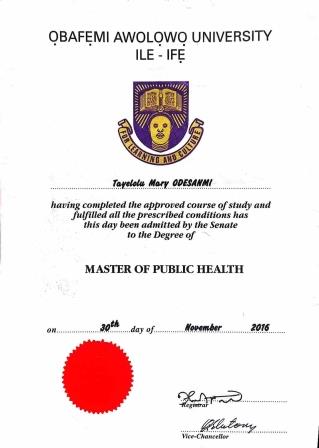 ỌBAFẸMI AWOLỌWỌ UNIVERSITY
ILE - IFẸ
FOR LEARNING AND CULTURE
Tayelolu Mary ODESANMI
having completed the approved course of study and
fulfilled all the prescribed conditions has
this day been admitted by the Senate
to the Degree of
MASTER OF PUBLIC HEALTH
on 30th day of November 2016
Registrar
Vice-Chancellor